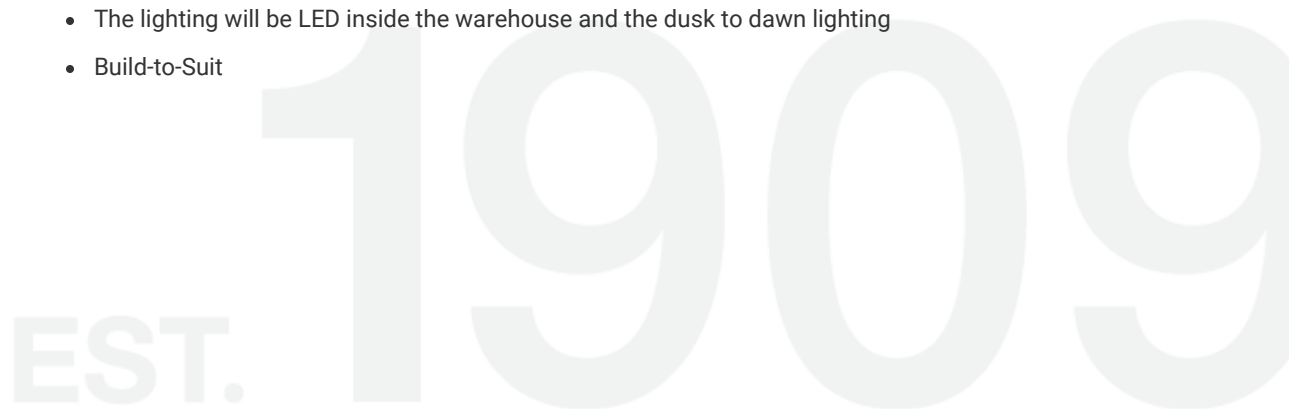 The lighting will be LED inside the warehouse and the dusk to dawn lighting
Build-to-Suit
EST. 1909